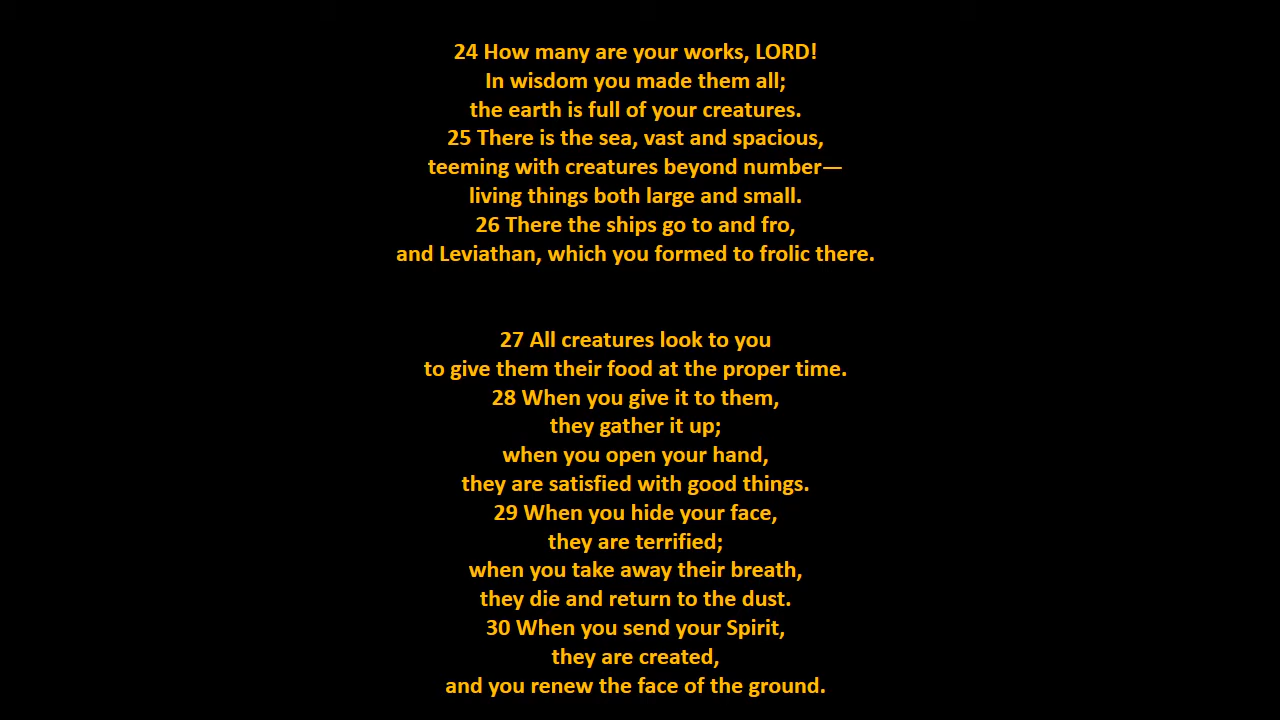 24 How many are your works, LORD!
In wisdom you made them all;
the earth is full of your creatures.
25 There is the sea, vast and spacious,
teeming with creatures beyond number—
living things both large and small.
26 There the ships go to and fro,
and Leviathan, which you formed to frolic there.
27 All creatures look to you
to give them their food at the proper time.
28 When you give it to them,
they gather it up;
when you open your hand,
they are satisfied with good things.
29 When you hide your face,
they are terrified;
when you take away their breath,
they die and return to the dust.
30 When you send your Spirit,
they are created,
and you renew the face of the ground.